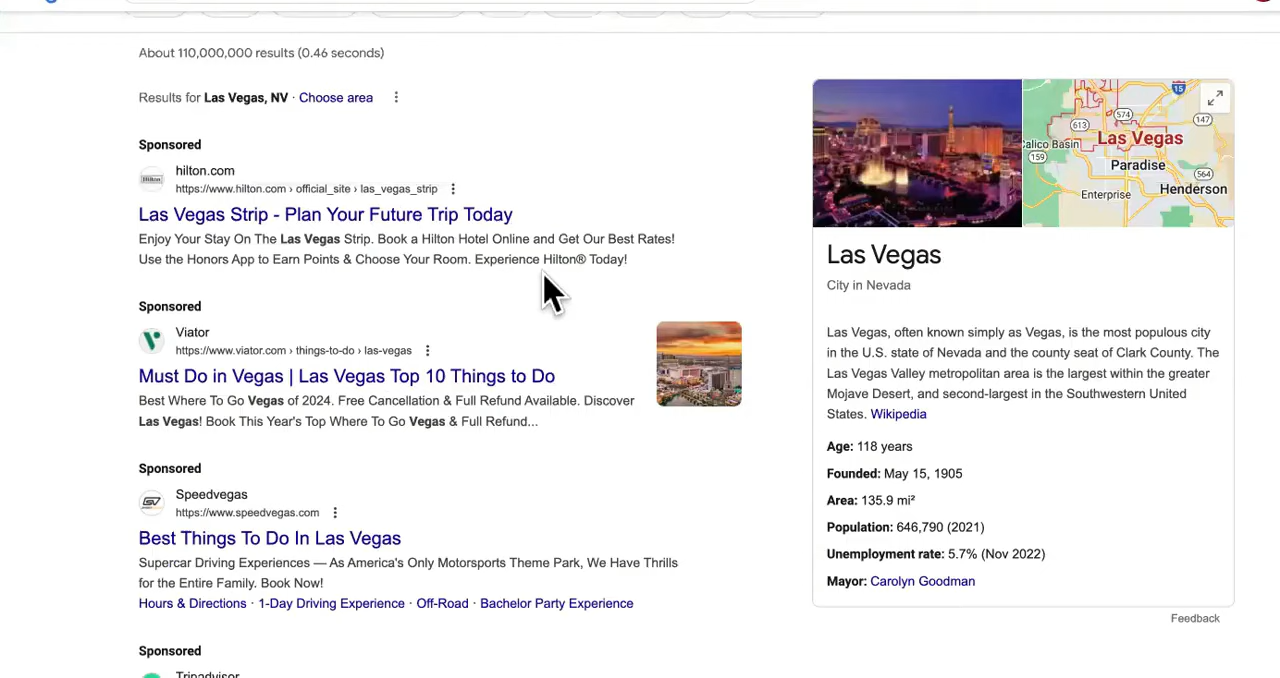 About 110,000,000 results (0.46 seconds)
Results for Las Vegas, NV · Choose area
Sponsored
Hilton
hilton.com
https://www.hilton.com › official_site › las_vegas_strip
Las Vegas Strip - Plan Your Future Trip Today
Enjoy Your Stay On The Las Vegas Strip. Book a Hilton Hotel Online and Get Our Best Rates!
Use the Honors App to Earn Points & Choose Your Room. Experience Hilton® Today!
Sponsored
Viator
https://www.viator.com › things-to-do › las-vegas
Must Do in Vegas | Las Vegas Top 10 Things to Do
Best Where To Go Vegas of 2024. Free Cancellation & Full Refund Available. Discover
Las Vegas! Book This Year's Top Where To Go Vegas & Full Refund...
Sponsored
Speedvegas
https://www.speedvegas.com
Best Things To Do In Las Vegas
Supercar Driving Experiences — As America's Only Motorsports Theme Park, We Have Thrills
for the Entire Family. Book Now!
Hours & Directions · 1-Day Driving Experience · Off-Road · Bachelor Party Experience
Sponsored
Tripadvisor
15
574
147
613
Las Vegas
alico Basin
159
Paradise
564
Enterprise
Henderson
Las Vegas
City in Nevada
Las Vegas, often known simply as Vegas, is the most populous city
in the U.S. state of Nevada and the county seat of Clark County. The
Las Vegas Valley metropolitan area is the largest within the greater
Mojave Desert, and second-largest in the Southwestern United
States. Wikipedia
Age: 118 years
Founded: May 15, 1905
Area: 135.9 mi²
Population: 646,790 (2021)
Unemployment rate: 5.7% (Nov 2022)
Mayor: Carolyn Goodman
Feedback